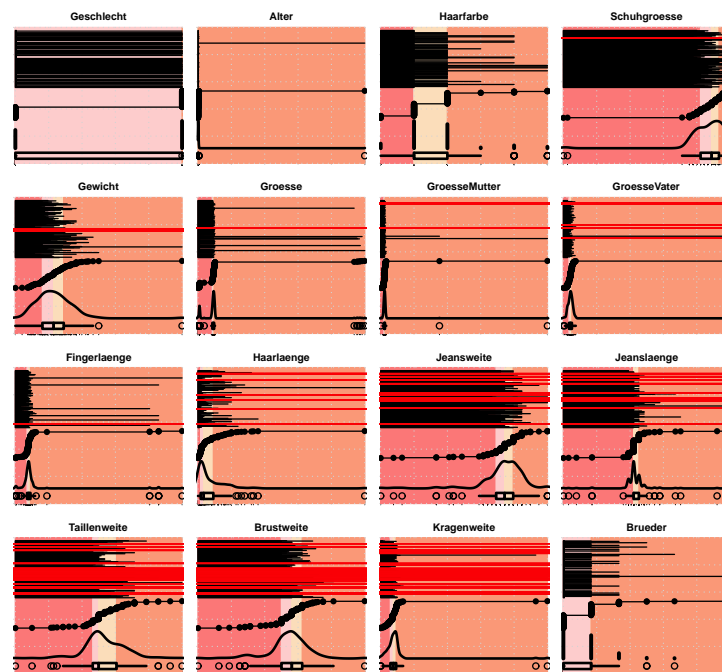 Geschlecht Alter Haarfarbe Schuhgroesse
Gewicht Groesse GroesseMutter GroesseVater
Fingerlaenge Haarlaenge Jeansweite Jeanslaenge
Taillenweite Brustweite Kragenweite Brueder